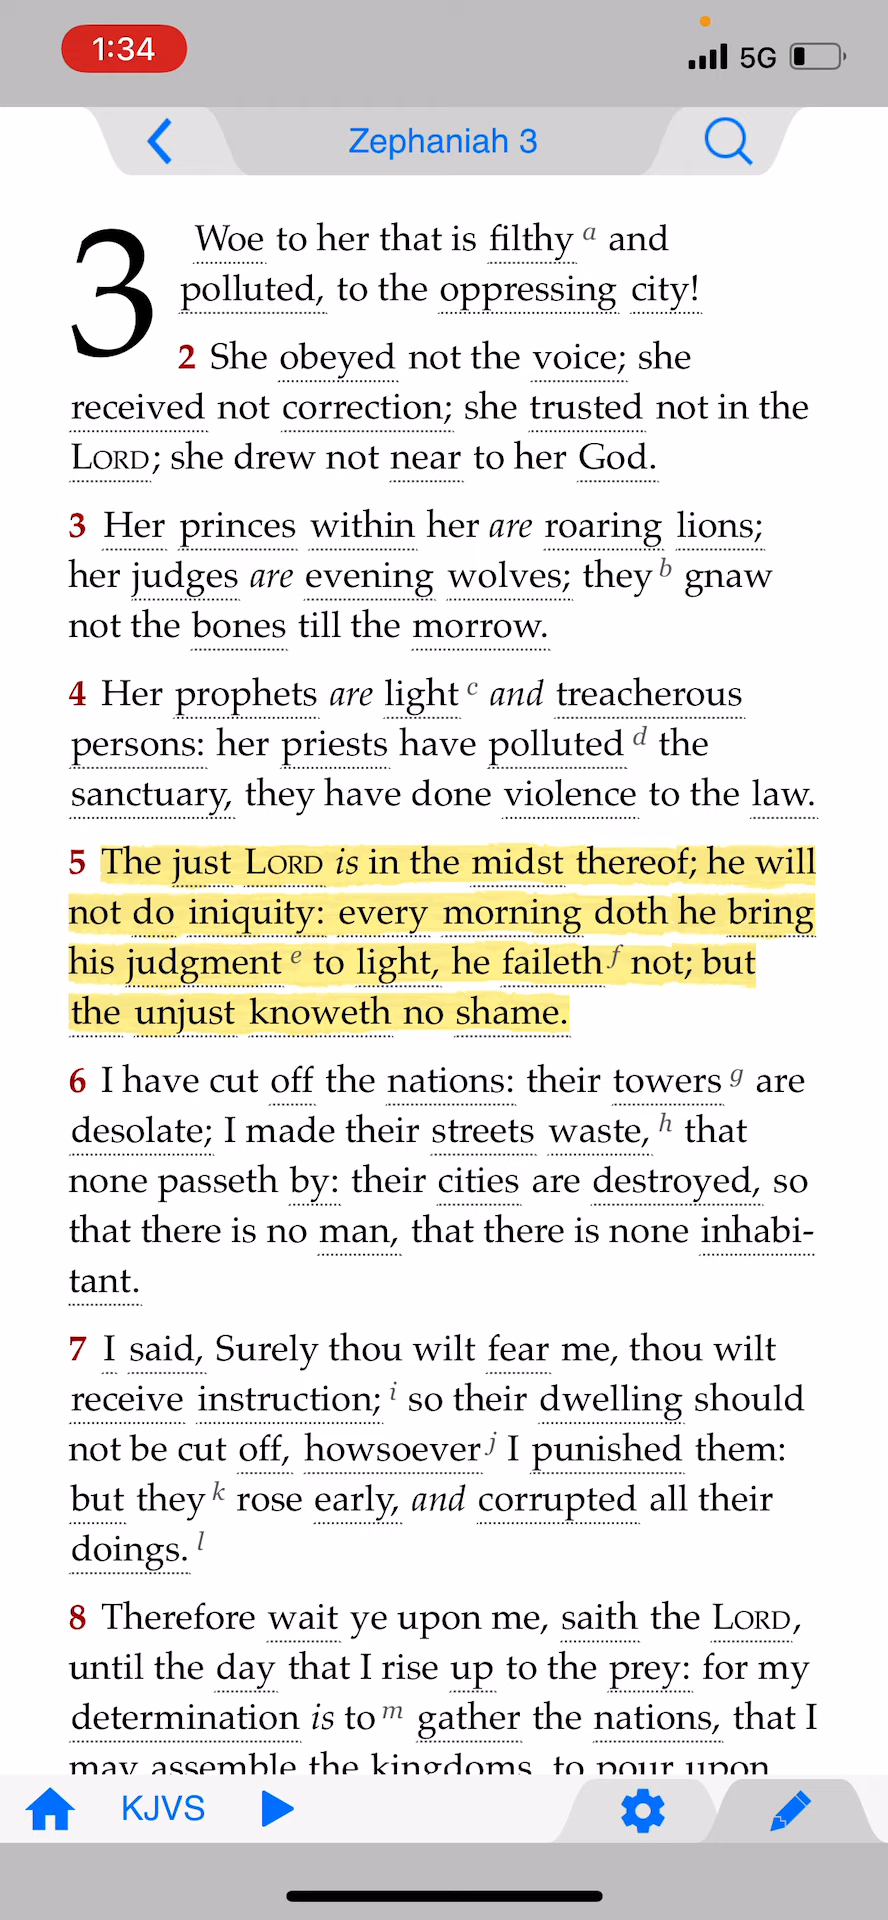 1:34
5G
Zephaniah 3
3 Woe to her that is filthy a and
polluted, to the oppressing city!
2 She obeyed not the voice; she
received not correction; she trusted not in the
LORD; she drew not near to her God.
3 Her princes within her are roaring lions;
her judges are evening wolves; they b gnaw
not the bones till the morrow.
4 Her prophets are light c and treacherous
persons: her priests have polluted d the
sanctuary, they have done violence to the law.
5 The just LORD is in the midst thereof; he will
not do iniquity: every morning doth he bring
his judgment e to light, he faileth f not; but
the unjust knoweth no shame.
6 I have cut off the nations: their towers g are
desolate; I made their streets waste, h that
none passeth by: their cities are destroyed, so
that there is no man, that there is none inhabi-
tant.
7 I said, Surely thou wilt fear me, thou wilt
receive instruction; i so their dwelling should
not be cut off, howsoever j I punished them:
but they k rose early, and corrupted all their
doings. l
8 Therefore wait ye upon me, saith the LORD,
until the day that I rise up to the prey: for my
determination is to m gather the nations, that I
may assemble the kingdoms, to pour upon
KJVS